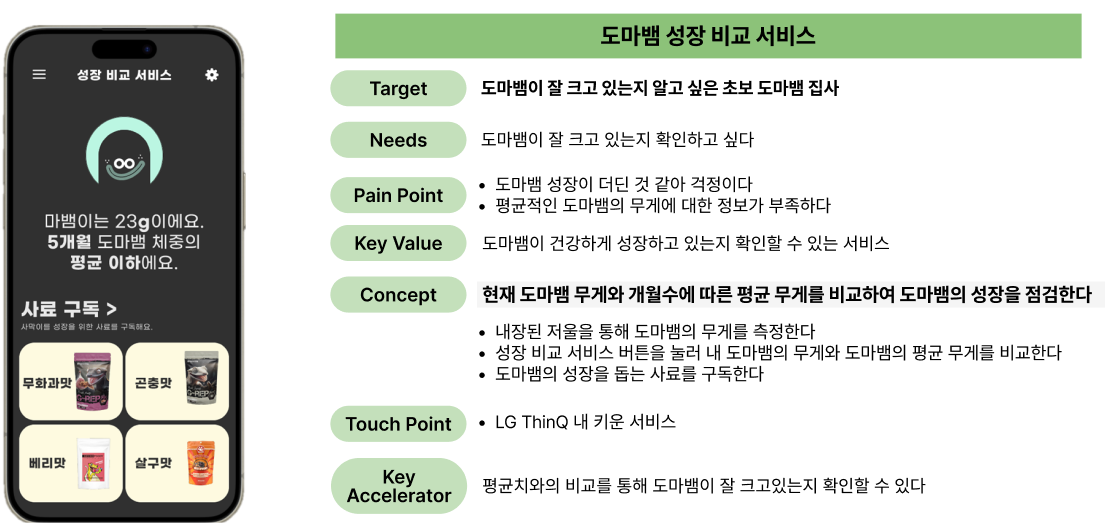 성장 비교 서비스
마뱀이는 23g이에요.
5개월 도마뱀 체중의
평균 이하에요.
사료 구독 >
사막이를 성장을 위한 사료를 구독해요.
무화과맛
곤충맛
베리맛
살구맛
도마뱀 성장 비교 서비스
Target
도마뱀이 잘 크고 있는지 알고 싶은 초보 도마뱀 집사
Needs
도마뱀이 잘 크고 있는지 확인하고 싶다
Pain Point
• 도마뱀 성장이 더딘 것 같아 걱정이다
• 평균적인 도마뱀의 무게에 대한 정보가 부족하다
Key Value
도마뱀이 건강하게 성장하고 있는지 확인할 수 있는 서비스
Concept
현재 도마뱀 무게와 개월수에 따른 평균 무게를 비교하여 도마뱀의 성장을 점검한다
• 내장된 저울을 통해 도마뱀의 무게를 측정한다
• 성장 비교 서비스 버튼을 눌러 내 도마뱀의 무게와 도마뱀의 평균 무게를 비교한다
• 도마뱀의 성장을 돕는 사료를 구독한다
Touch Point
• LG ThinQ 내 키운 서비스
Key
Accelerator
평균치와의 비교를 통해 도마뱀이 잘 크고있는지 확인할 수 있다